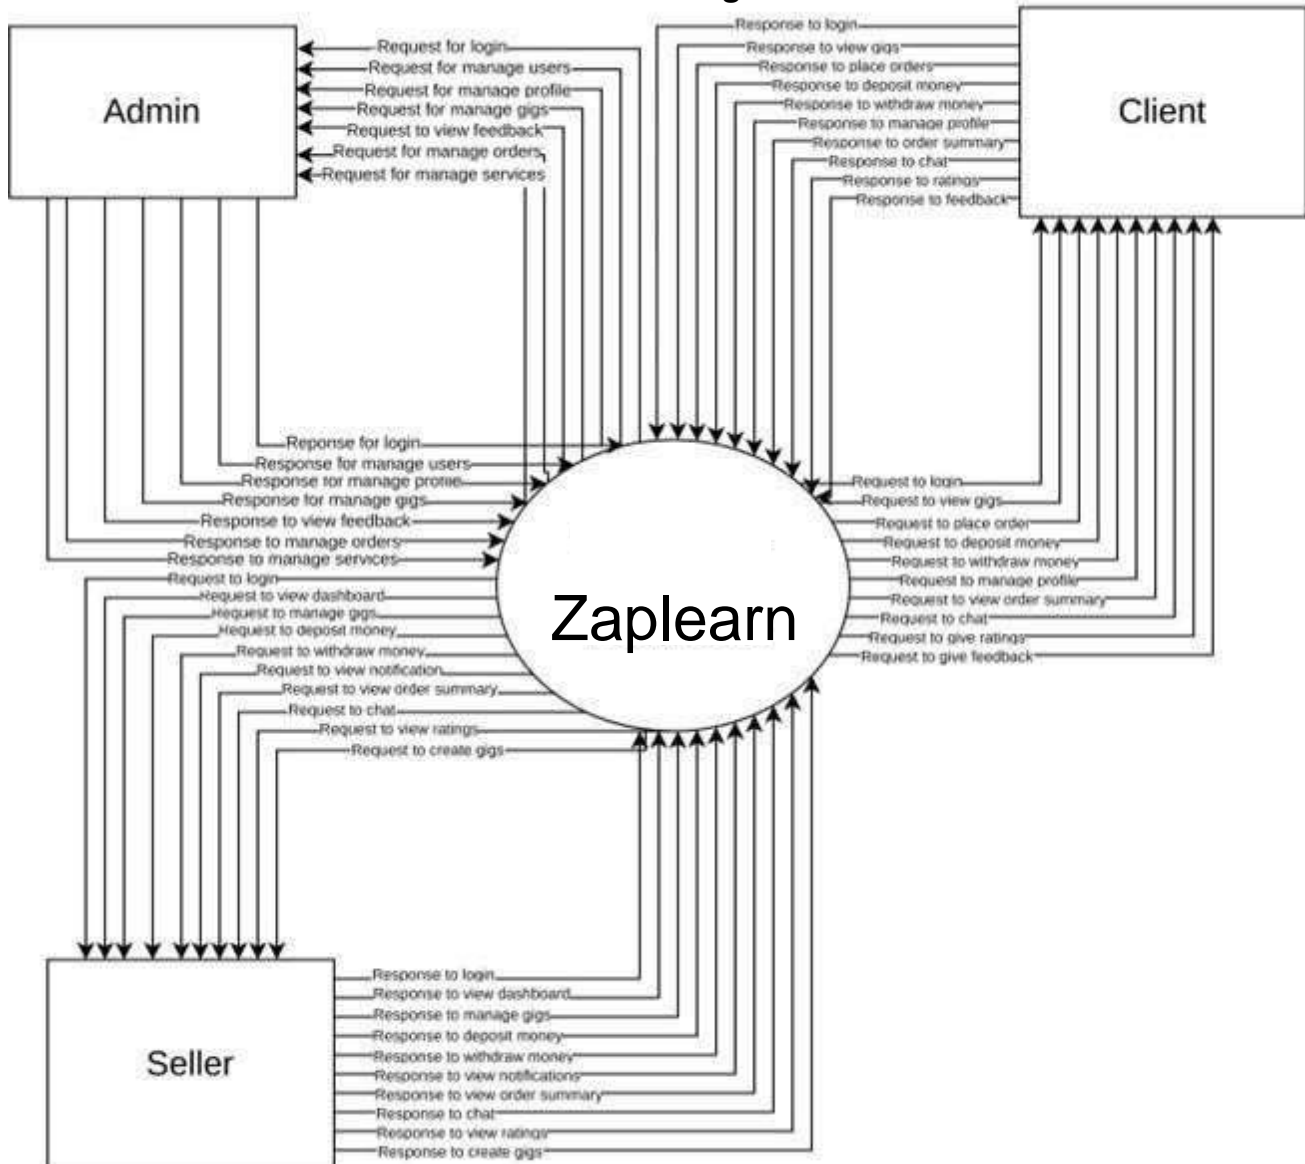 Admin
Request for login
Request for manage users
Request for manage profile
Request for manage gigs
Request to view feedback
Request for manage orders
Request for manage services
Response to login
Response to view gigs
Response to place orders
Response to deposit money
Response to withdraw money
Response to manage profile
Response to order summary
Response to chat
Response to ratings
Response to feedback
Client
Reponse for login
Response for manage users
Response for manage profile
Response for manage gigs
Response to view feedback
Response to manage orders
Response to manage services
Request to login
Request to view gigs
Request to place order
Request to deposit money
Request to withdraw money
Request to manage profile
Request to view order summary
Request to chat
Request to give ratings
Request to give feedback
Zaplearn
Request to login
Request to view dashboard
Request to manage gigs
Request to deposit money
Request to withdraw money
Request to view notification
Request to view order summary
Request to chat
Request to view ratings
Request to create gigs
Seller
Response to login
Response to view dashboard
Response to manage gigs
Response to deposit money
Response to withdraw money
Response to view notifications
Response to view order summary
Response to chat
Response to view ratings
Response to create gigs